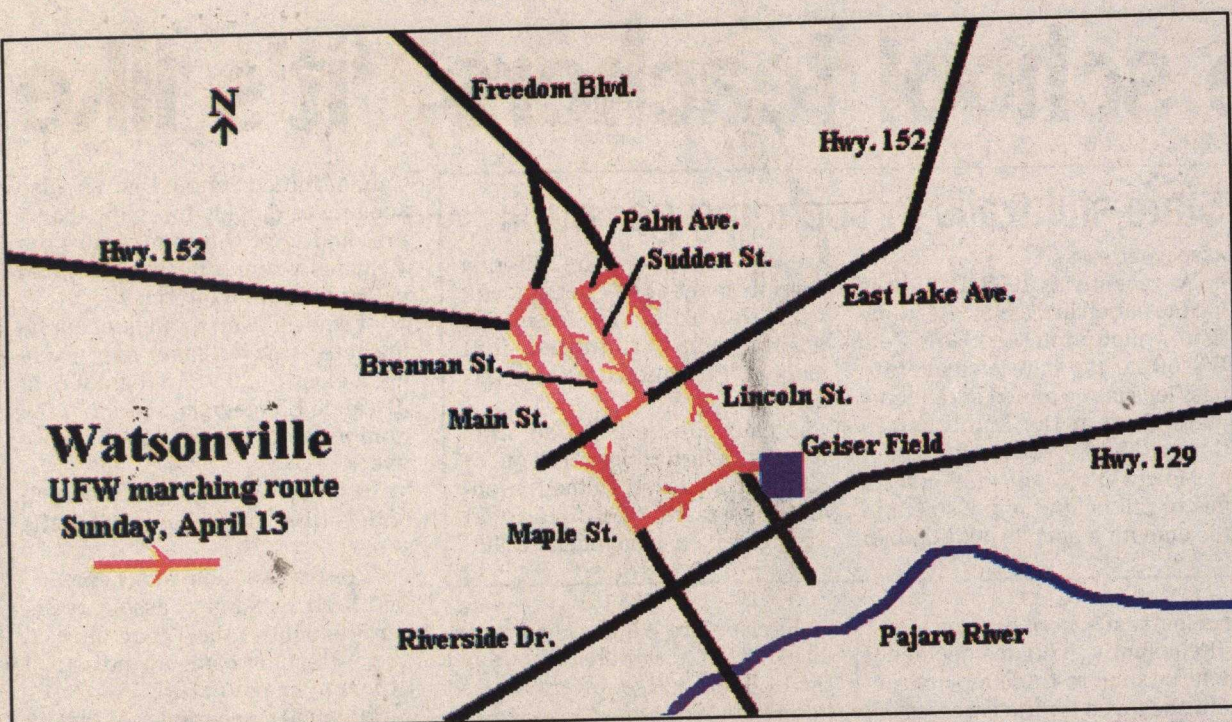 N
Freedom Blvd.
Hwy. 152
Palm Ave.
Sudden St.
Hwy. 152
East Lake Ave.
Brennan St.
Lincoln St.
Main St.
Geiser Field
Hwy. 129
Watsonville
UFW marching route
Sunday, April 13
Maple St.
Riverside Dr.
Pajaro River